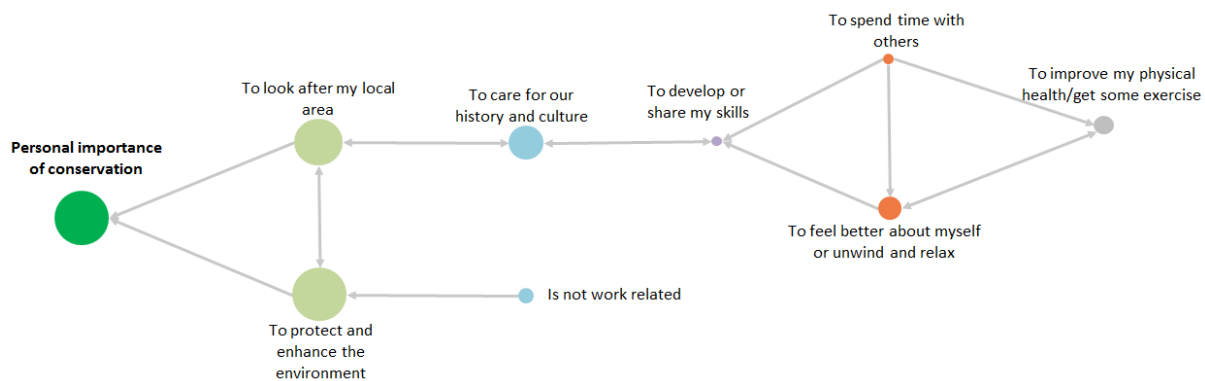 To spend time with
others
To look after my local
area
To care for our
history and culture
To develop or
share my skills
To improve my physical
health/get some exercise
Personal importance
of conservation
To feel better about myself
or unwind and relax
Is not work related
To protect and
enhance the
environment